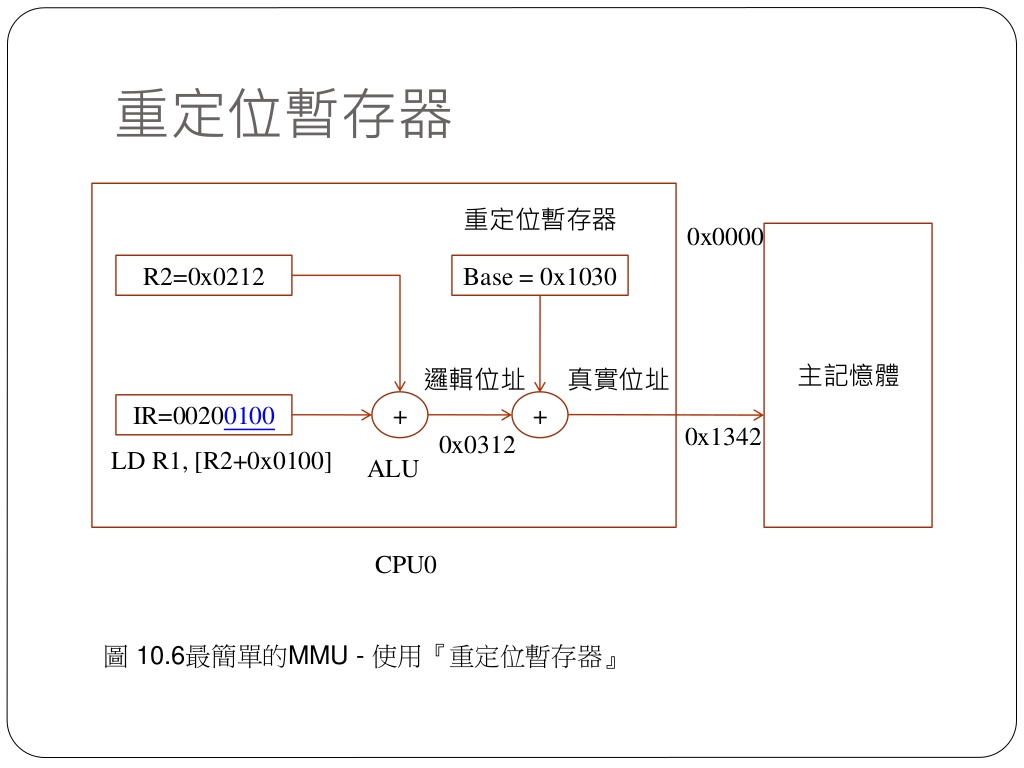 重定位暫存器
重定位暫存器
0x0000
R2=0x0212
Base = 0x1030
邏輯位址
真實位址
主記憶體
IR=00200100
+
+
0x0312
0x1342
LD R1, [R2+0x0100]
ALU
CPU0
圖 10.6最簡單的MMU - 使用『重定位暫存器』